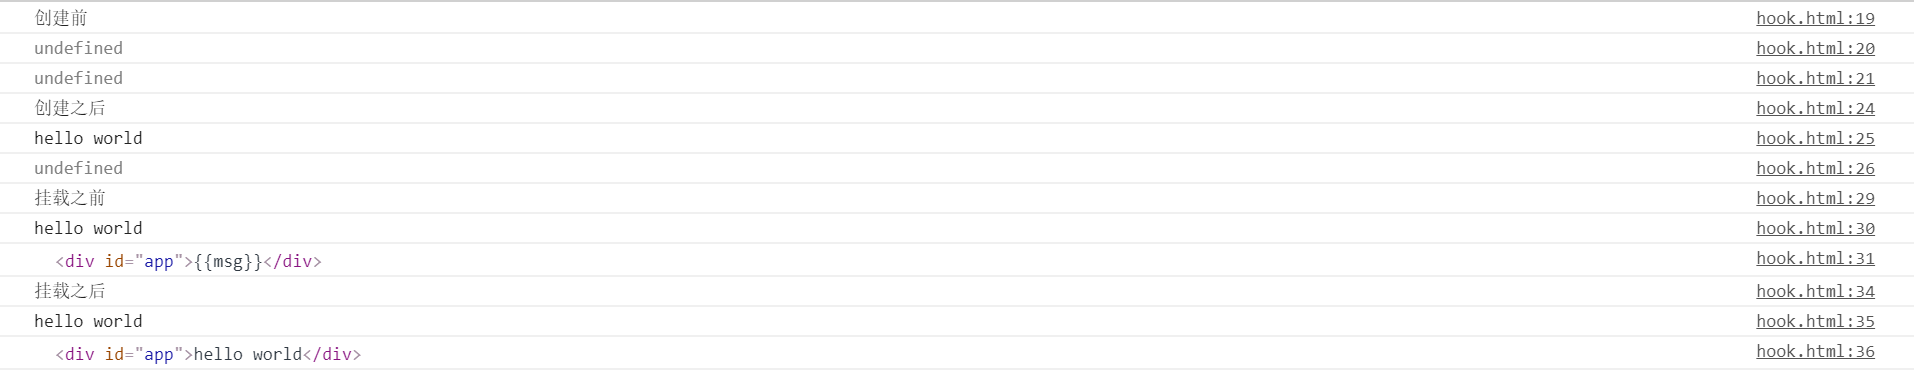 创建前 hook.html:19
undefined hook.html:20
undefined hook.html:21
创建之后 hook.html:24
hello world hook.html:25
undefined hook.html:26
挂载之前 hook.html:29
hello world hook.html:30
<div id="app">{{msg}}</div> hook.html:31
挂载之后 hook.html:34
hello world hook.html:35
<div id="app">hello world</div> hook.html:36